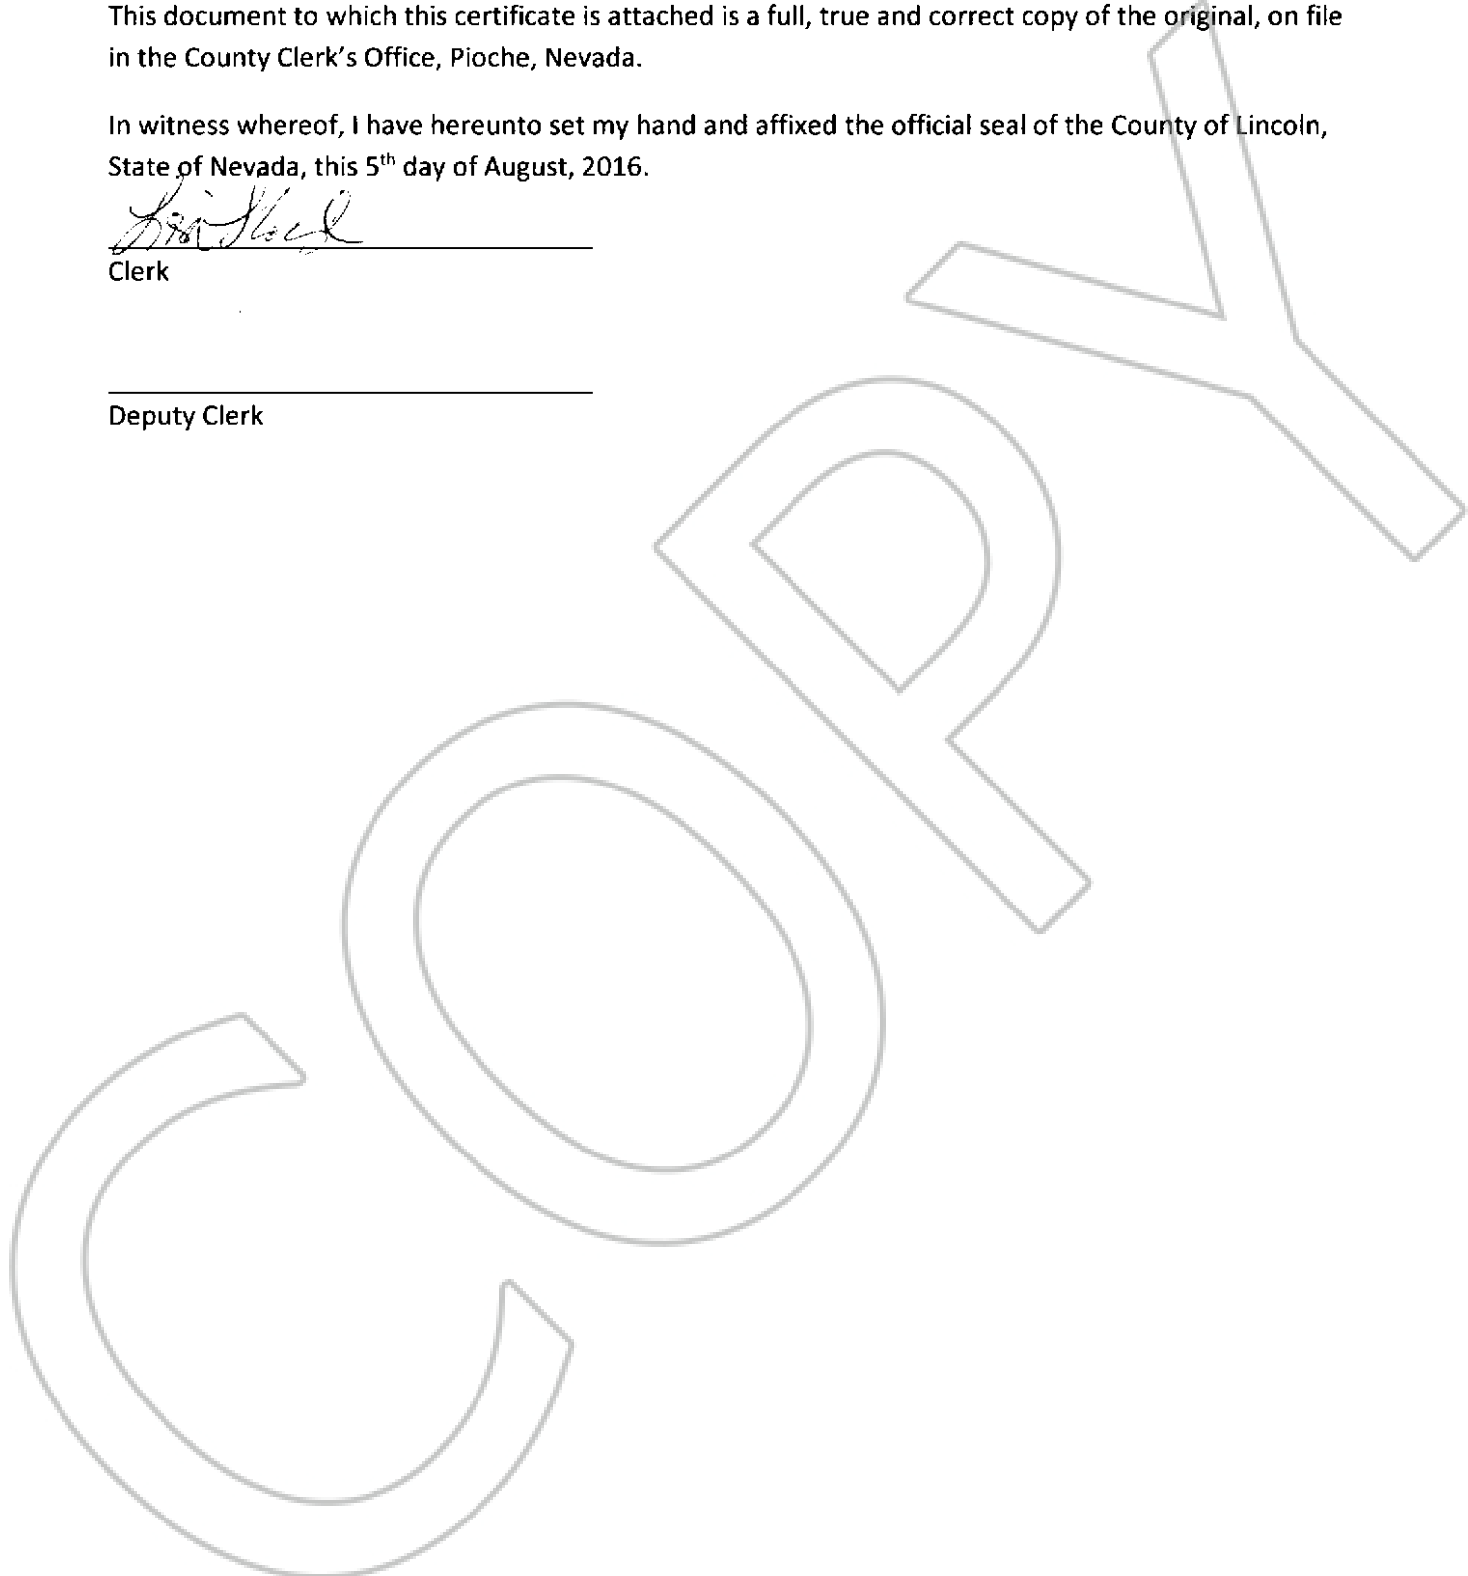 This document to which this certificate is attached is a full, true and correct copy of the original, on file
in the County Clerk's Office, Pioche, Nevada.
In witness whereof, I have hereunto set my hand and affixed the official seal of the County of Lincoln,
State of Nevada, this 5th day of August, 2016.
Clerk
Deputy Clerk
COPY